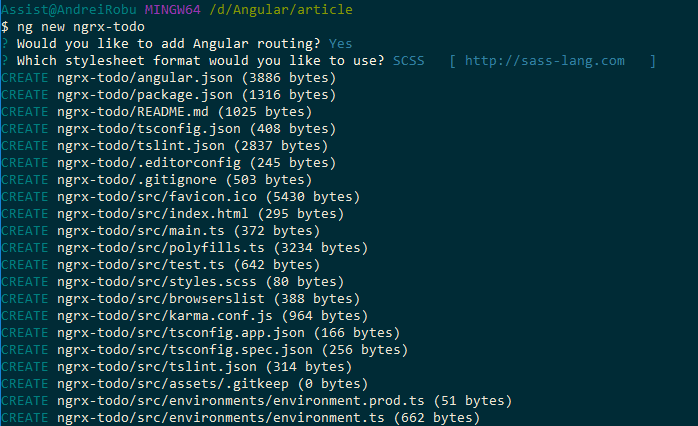 Assist@AndreiRobu MINGW64 /d/Angular/article
$ ng new ngrx-todo
? Would you like to add Angular routing? Yes
? Which stylesheet format would you like to use? SCSS   [ http://sass-lang.com   ]
CREATE ngrx-todo/angular.json (3886 bytes)
CREATE ngrx-todo/package.json (1316 bytes)
CREATE ngrx-todo/README.md (1025 bytes)
CREATE ngrx-todo/tsconfig.json (408 bytes)
CREATE ngrx-todo/tslint.json (2837 bytes)
CREATE ngrx-todo/.editorconfig (245 bytes)
CREATE ngrx-todo/.gitignore (503 bytes)
CREATE ngrx-todo/src/favicon.ico (5430 bytes)
CREATE ngrx-todo/src/index.html (295 bytes)
CREATE ngrx-todo/src/main.ts (372 bytes)
CREATE ngrx-todo/src/polyfills.ts (3234 bytes)
CREATE ngrx-todo/src/test.ts (642 bytes)
CREATE ngrx-todo/src/styles.scss (80 bytes)
CREATE ngrx-todo/src/browserslist (388 bytes)
CREATE ngrx-todo/src/karma.conf.js (964 bytes)
CREATE ngrx-todo/src/tsconfig.app.json (166 bytes)
CREATE ngrx-todo/src/tsconfig.spec.json (256 bytes)
CREATE ngrx-todo/src/tslint.json (314 bytes)
CREATE ngrx-todo/src/assets/.gitkeep (0 bytes)
CREATE ngrx-todo/src/environments/environment.prod.ts (51 bytes)
CREATE ngrx-todo/src/environments/environment.ts (662 bytes)